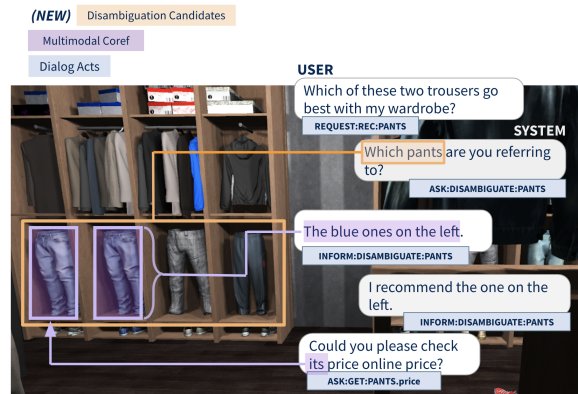 (NEW) Disambiguation Candidates
Multimodal Coref
Dialog Acts
USER
Which of these two trousers go
best with my wardrobe?
REQUEST:REC:PANTS
SYSTEM
Which pants are you referring
to?
ASK:DISAMBIGUATE:PANTS
The blue ones on the left.
INFORM:DISAMBIGUATE:PANTS
I recommend the one on the
left.
INFORM:DISAMBIGUATE:PANTS
Could you please check
its price online price?
ASK:GET:PANTS.price